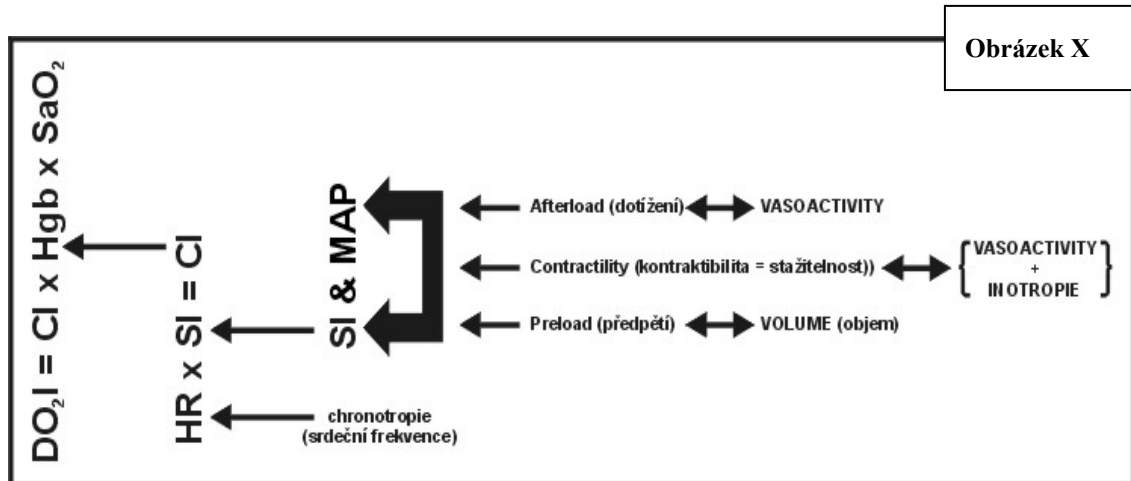 Obrázek X
DO₂I = CI x Hgb x SaO₂
HR x SI = CI
SI & MAP
Afterload (dotížení)
VASOACTIVITY
Contractility (kontraktibilita = stažitelnost))
VASOACTIVITY
+
INOTROPIE
Preload (předpětí)
VOLUME (objem)
chronotropie
(srdeční frekvence)